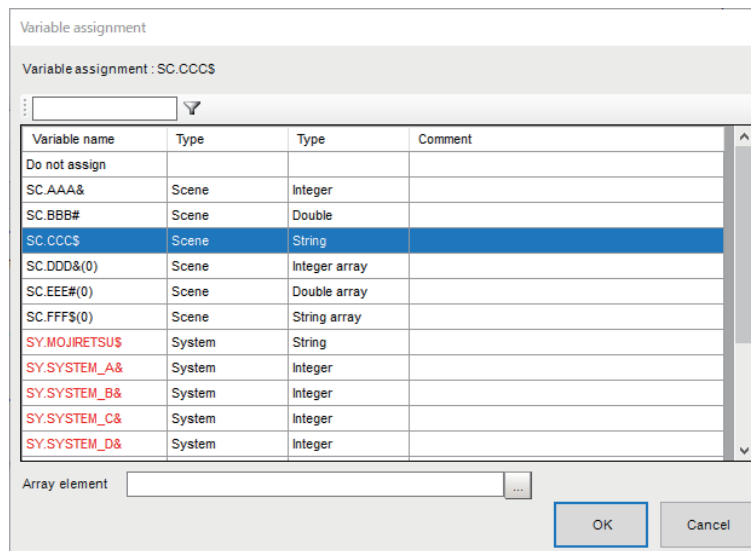 Variable assignment
Variable assignment : SC.CCC$
Variable name Type Type Comment
Do not assign
SC.AAA& Scene Integer
SC.BBB# Scene Double
SC.CCC$ Scene String
SC.DDD&(0) Scene Integer array
SC.EEE#(0) Scene Double array
SC.FFF$(0) Scene String array
SY.MOJIRETSU$ System String
SY.SYSTEM_A& System Integer
SY.SYSTEM_B& System Integer
SY.SYSTEM_C& System Integer
SY.SYSTEM_D& System Integer
Array element ...
OK Cancel